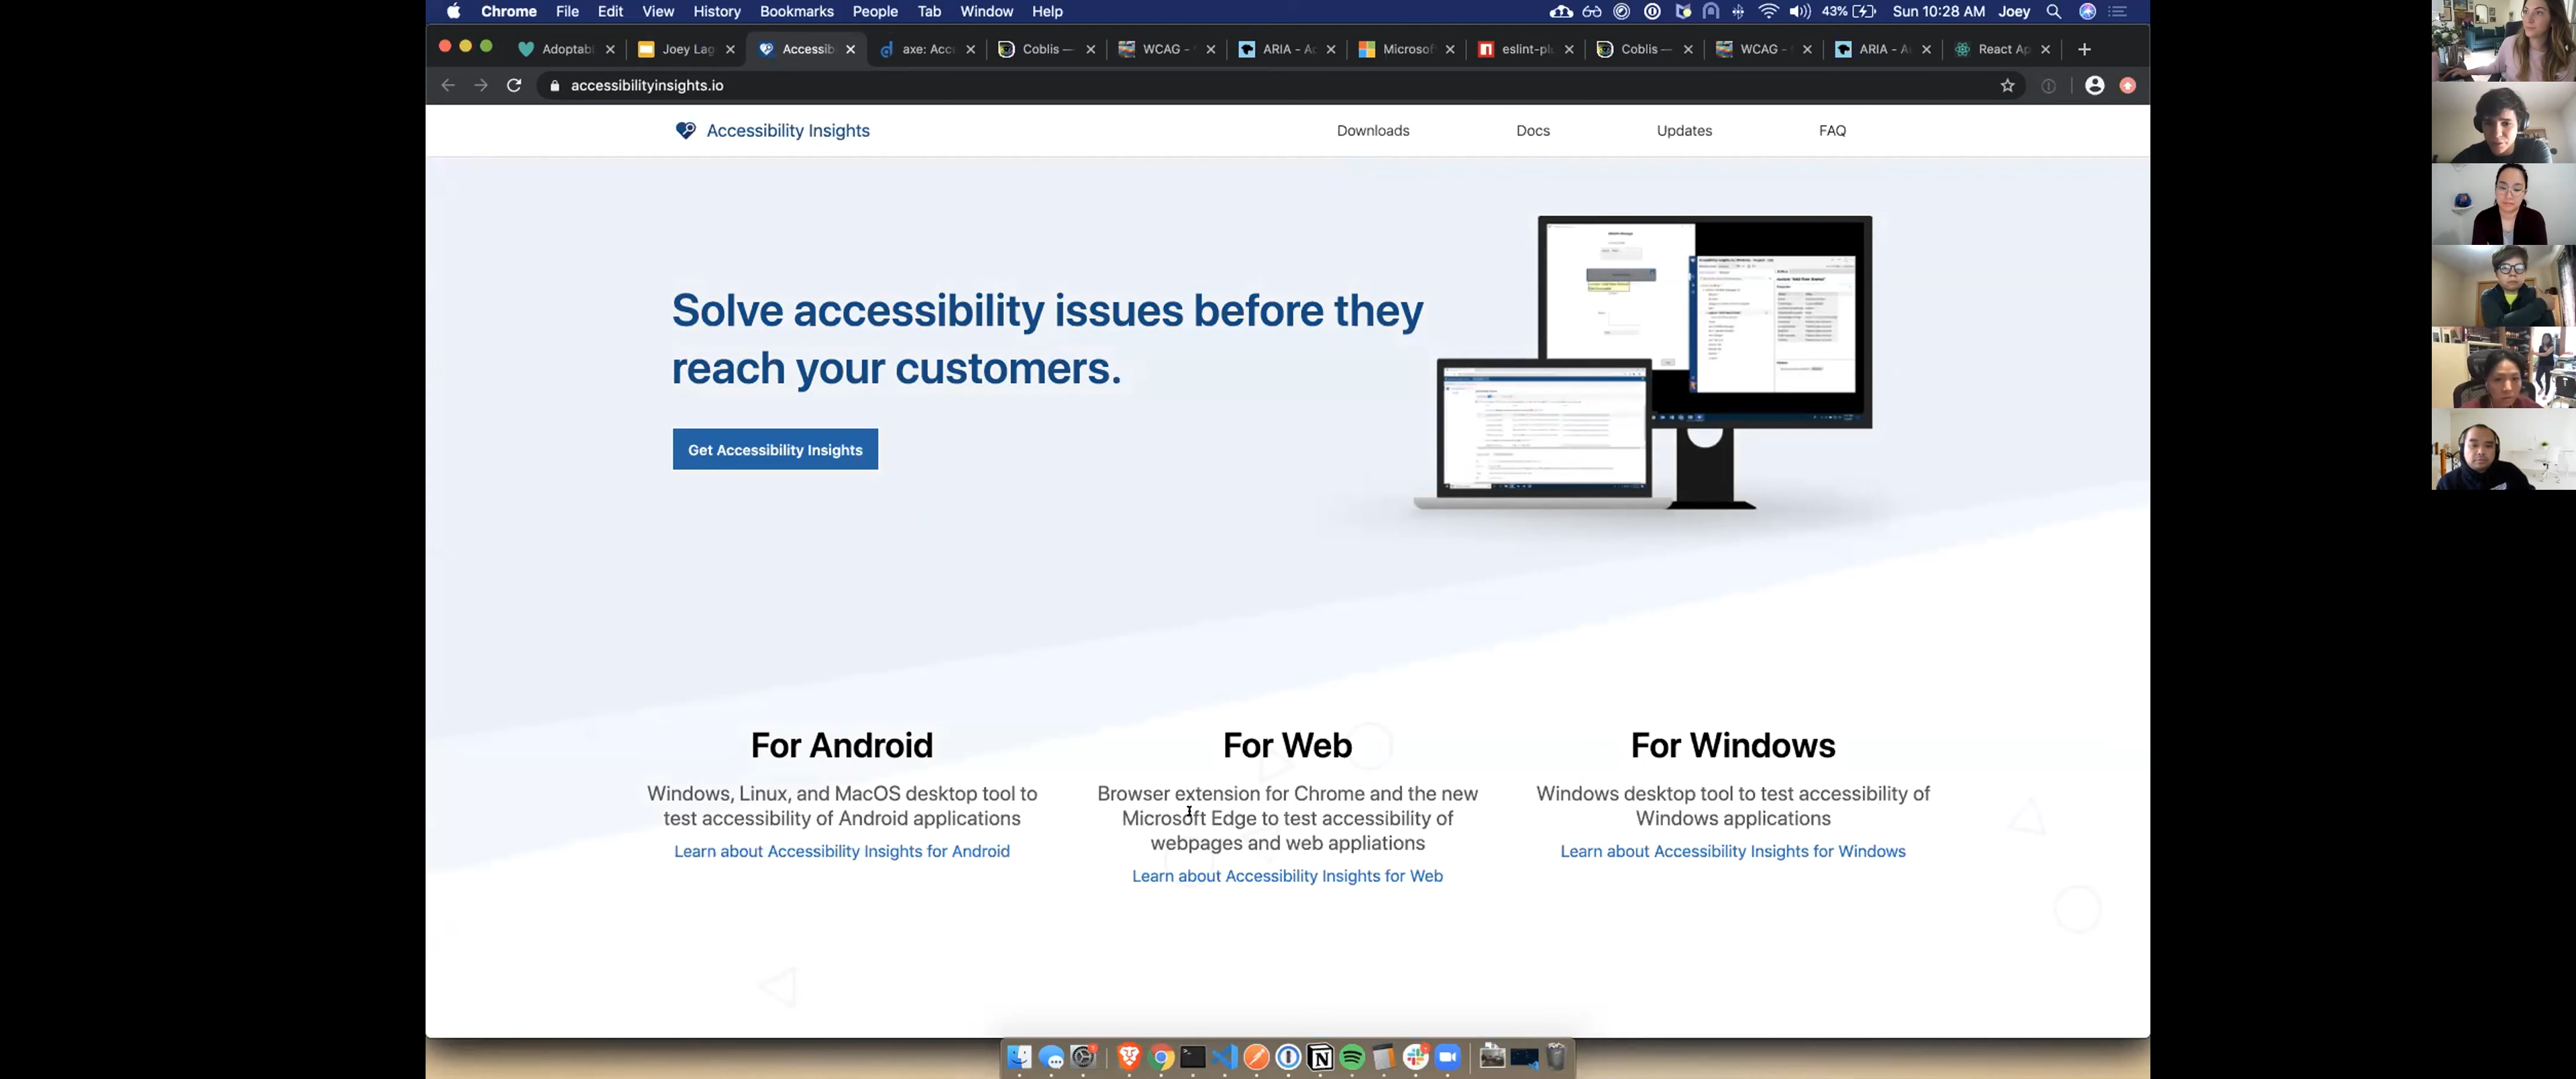 Chrome File Edit View History Bookmarks People Tab Window Help 43% Sun 10:28 AM Joey
Adoptabl Joey Lag Accessib axe: Acce Coblis — WCAG - ARIA - Ac Microsof eslint-plu Coblis — WCAG - ARIA - A React Ap
accessibilityinsights.io
Accessibility Insights Downloads Docs Updates FAQ
Solve accessibility issues before they
reach your customers.
Get Accessibility Insights
For Android
Windows, Linux, and MacOS desktop tool to
test accessibility of Android applications
Learn about Accessibility Insights for Android
For Web
Browser extension for Chrome and the new
Microsoft Edge to test accessibility of
webpages and web appliations
Learn about Accessibility Insights for Web
For Windows
Windows desktop tool to test accessibility of
Windows applications
Learn about Accessibility Insights for Windows